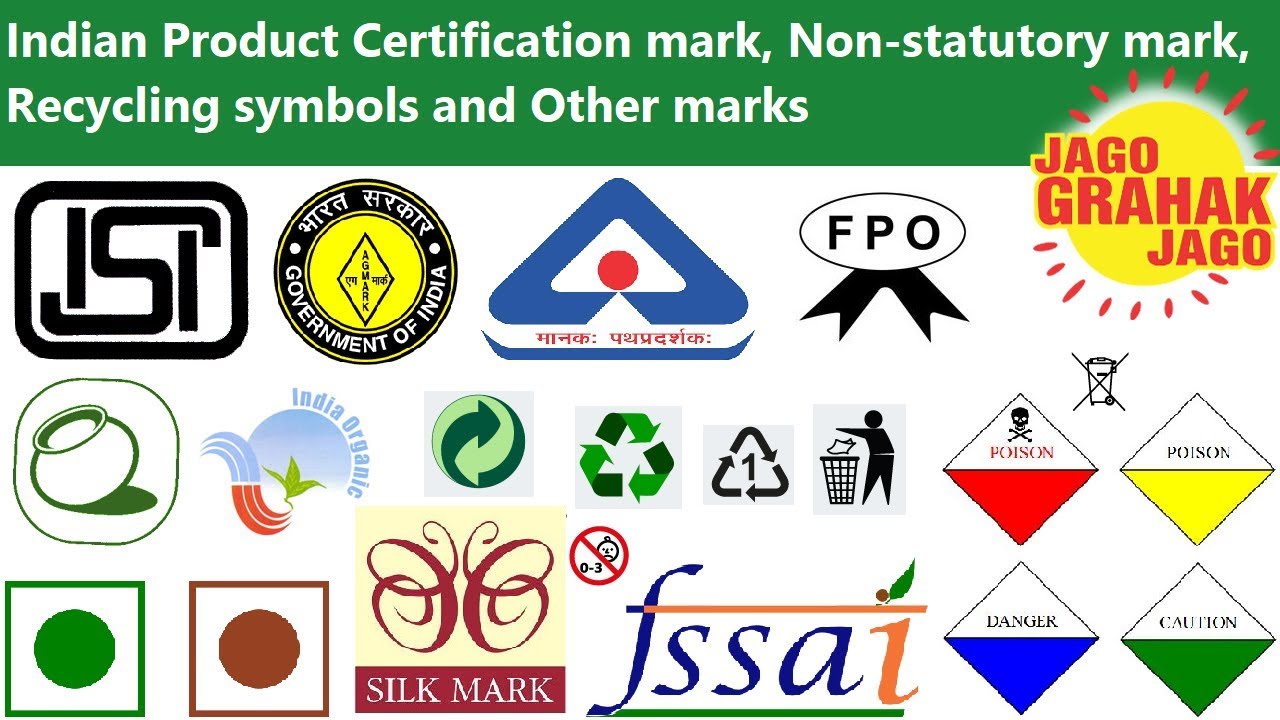 Indian Product Certification mark, Non-statutory mark,
Recycling symbols and Other marks
JAGO
GRAHAK
JAGO
ISI
भारत सरकार
AGMARK
एग मार्क
GOVERNMENT OF INDIA
मानकः पथप्रदर्शकः
FPO
India Organic
1
POISON
POISON
0-3
SILK MARK
fssai
DANGER
CAUTION